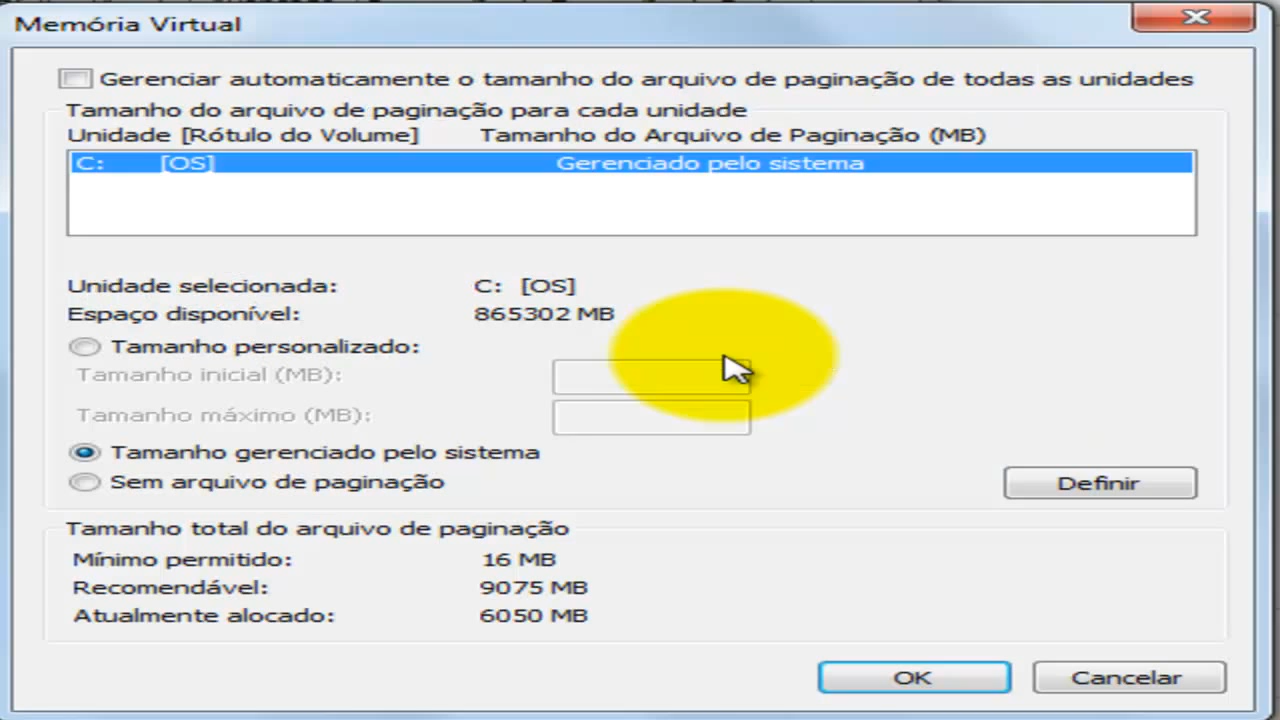 Memória Virtual
Gerenciar automaticamente o tamanho do arquivo de paginação de todas as unidades
Tamanho do arquivo de paginação para cada unidade
Unidade [Rótulo do Volume] Tamanho do Arquivo de Paginação (MB)
C: [OS] Gerenciado pelo sistema
Unidade selecionada: C: [OS]
Espaço disponível: 865302 MB
Tamanho personalizado:
Tamanho inicial (MB):
Tamanho máximo (MB):
Tamanho gerenciado pelo sistema
Sem arquivo de paginação
Definir
Tamanho total do arquivo de paginação
Mínimo permitido: 16 MB
Recomendável: 9075 MB
Atualmente alocado: 6050 MB
OK Cancelar